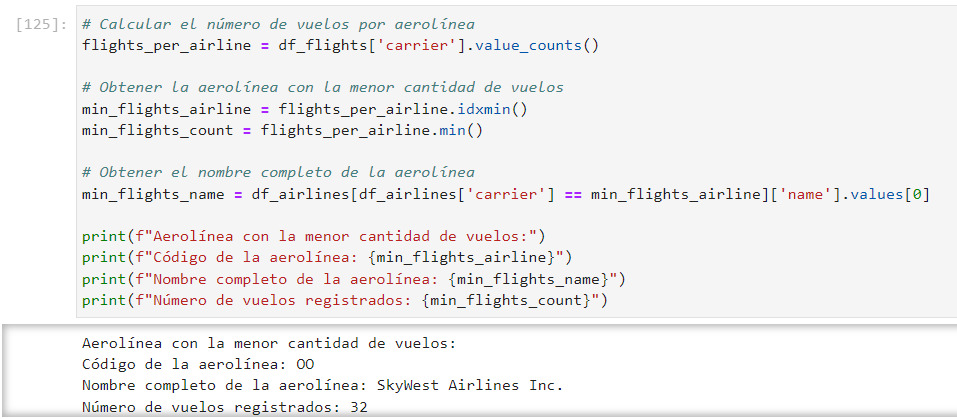 [125]: # Calcular el número de vuelos por aerolínea
flights_per_airline = df_flights['carrier'].value_counts()
# Obtener la aerolínea con la menor cantidad de vuelos
min_flights_airline = flights_per_airline.idxmin()
min_flights_count = flights_per_airline.min()
# Obtener el nombre completo de la aerolínea
min_flights_name = df_airlines[df_airlines['carrier'] == min_flights_airline]['name'].values[0]
print(f"Aerolínea con la menor cantidad de vuelos:")
print(f"Código de la aerolínea: {min_flights_airline}")
print(f"Nombre completo de la aerolínea: {min_flights_name}")
print(f"Número de vuelos registrados: {min_flights_count}")
Aerolínea con la menor cantidad de vuelos:
Código de la aerolínea: OO
Nombre completo de la aerolínea: SkyWest Airlines Inc.
Número de vuelos registrados: 32